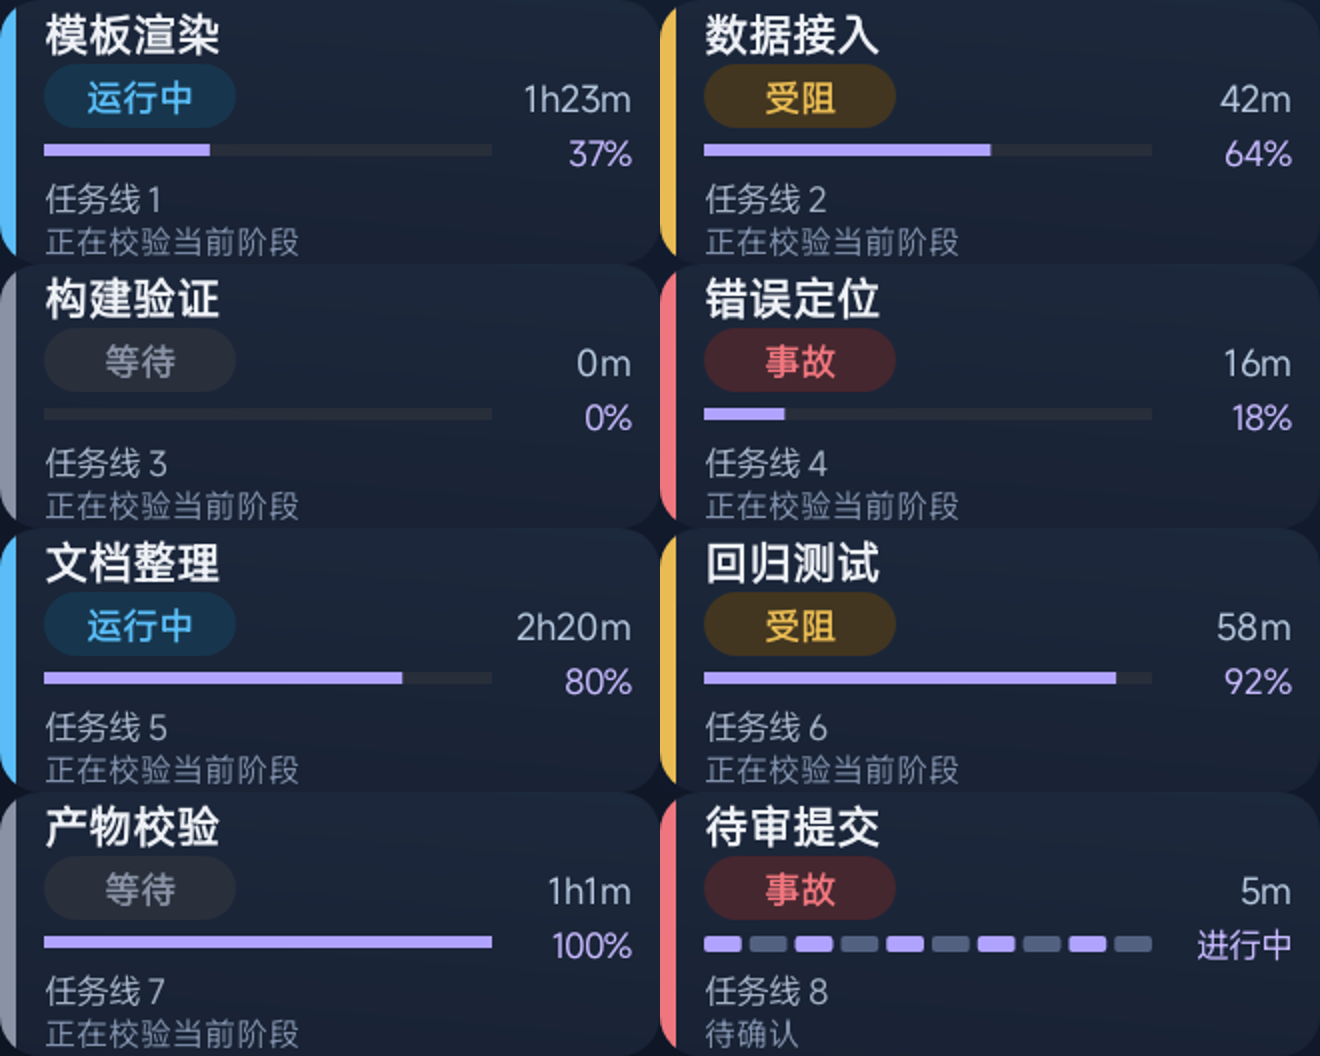 模板渲染
运行中
1h23m
37%
任务线 1
正在校验当前阶段
数据接入
受阻
42m
64%
任务线 2
正在校验当前阶段
构建验证
等待
0m
0%
任务线 3
正在校验当前阶段
错误定位
事故
16m
18%
任务线 4
正在校验当前阶段
文档整理
运行中
2h20m
80%
任务线 5
正在校验当前阶段
回归测试
受阻
58m
92%
任务线 6
正在校验当前阶段
产物校验
等待
1h1m
100%
任务线 7
正在校验当前阶段
待审提交
事故
5m
进行中
任务线 8
待确认